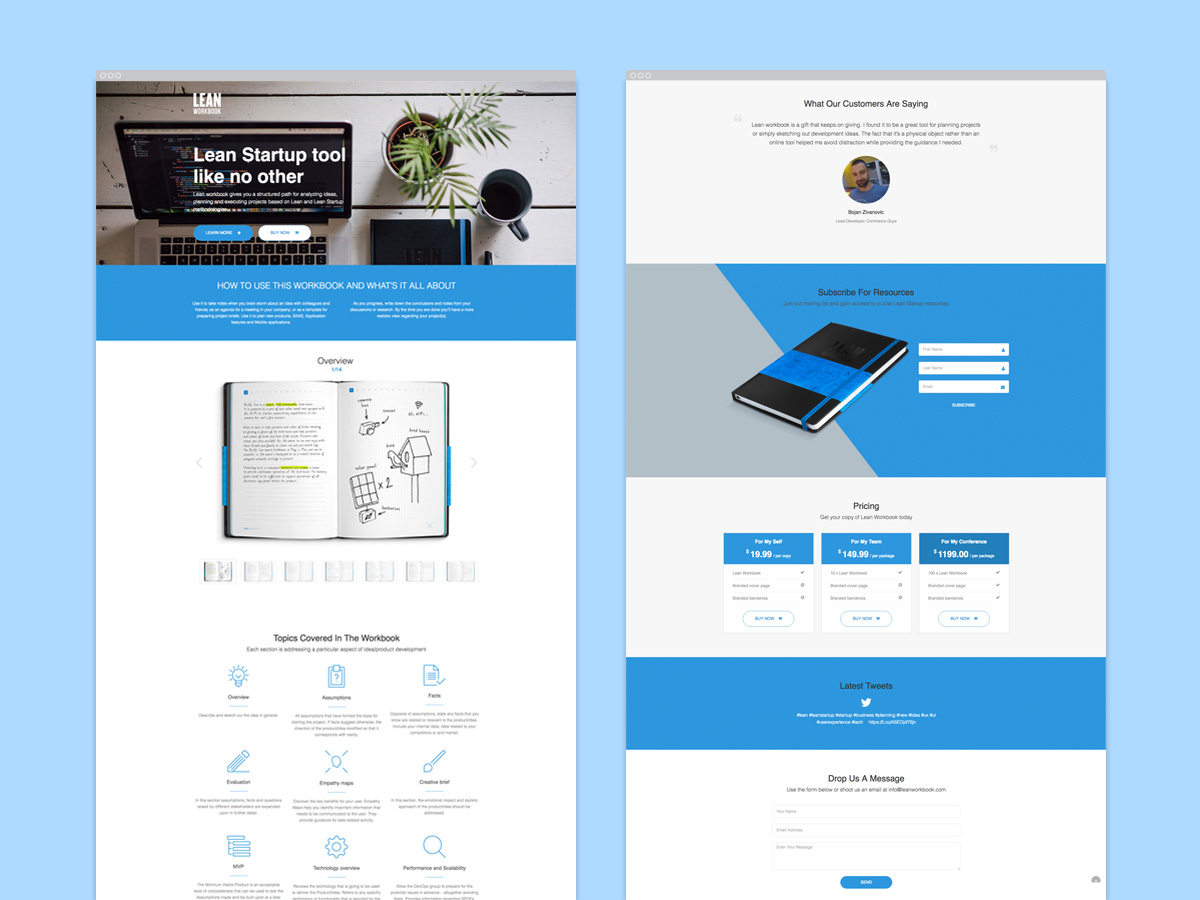 LEAN
WORKBOOK
Lean Startup tool
like no other
Lean workbook gives you a structured path for analyzing ideas,
planning and executing projects based on Lean and Lean Startup
methodologies
LEARN MORE
BUY NOW
LEAN
HOW TO USE THIS WORKBOOK AND WHAT'S IT ALL ABOUT
Use it to take notes when you brain storm about an idea with colleagues and
friends; as an agenda for a meeting in your company; or as a template for
preparing project briefs. Use it to plan new products, SAAS, Application
features and Mobile applications.
As you progress, write down the conclusions and notes from your
discussions or research. By the time you are done you'll have a more
realistic view regarding your project(s)
Overview
1/14
camera
bird house
bird
solar panel
X 2
batteries
Topics Covered In The Workbook
Each section is addressing a particular aspect of idea/product development
Overview
Describe and sketch out the idea in general
Assumptions
All assumptions that have formed the base for
starting the project. If facts suggest otherwise, the
direction of the product/idea modified so that it
corresponds with reality.
Facts
Opposite of assumptions, state any facts that you
know are related or relevant to the product/idea.
Include your internal data, data related to your
competitors or and market.
Evaluation
In this section assumptions, facts and questions
raised by different stakeholders are expanded
upon in further detail.
Empathy maps
Discover the key benefits for your user. Empathy
Maps help you identify important information that
needs to be communicated to the user. They
provide guidance for sale-related activity.
Creative brief
In this section, the emotional impact and stylistic
approach of the product/idea should be
addressed.
MVP
The Minimum Viable Product is an acceptable
level of completeness that can be used to test the
Assumptions made and be built upon at a later
Technology overview
Reviews the technology that is going to be used
to deliver the Product/Idea. Refers to any specific
technology or functionality that is required by the
Performance and Scalability
Allow the DevOps group to prepare for the
potential issues in advance - altogether avoiding
them. Provides information regarding
What Our Customers Are Saying
Lean workbook is a gift that keeps on giving. I found it to be a great tool for planning projects
or simply sketching out development ideas. The fact that it's a physical object rather than an
online tool helped me avoid distraction while providing the guidance I needed.
Bojan Zivanovic
Lead Developer, Commerce Guys
Subscribe For Resources
Join out mailing list and gain access to crucial Lean Startup resources
LEAN
First Name
Last Name
Email
SUBSCRIBE
Pricing
Get your copy of Lean Workbook today
For My Self
$ 19.99 / per copy
Lean Workbook
Branded cover page
Branded banderola
BUY NOW
For My Team
$ 149.99 / per package
10 x Lean Workbook
Branded cover page
Branded banderola
BUY NOW
For My Conference
$ 1199.00 / per package
100 x Lean Workbook
Branded cover page
Branded banderola
BUY NOW
Latest Tweets
#lean #leanstartup #startup #business #planning #new #idea #ux #ui
#userexperience #tech
Drop Us A Message
Use the form below or shoot us an email at info@leanworkbook.com
Your Name
Email Address
Enter Your Message
SEND